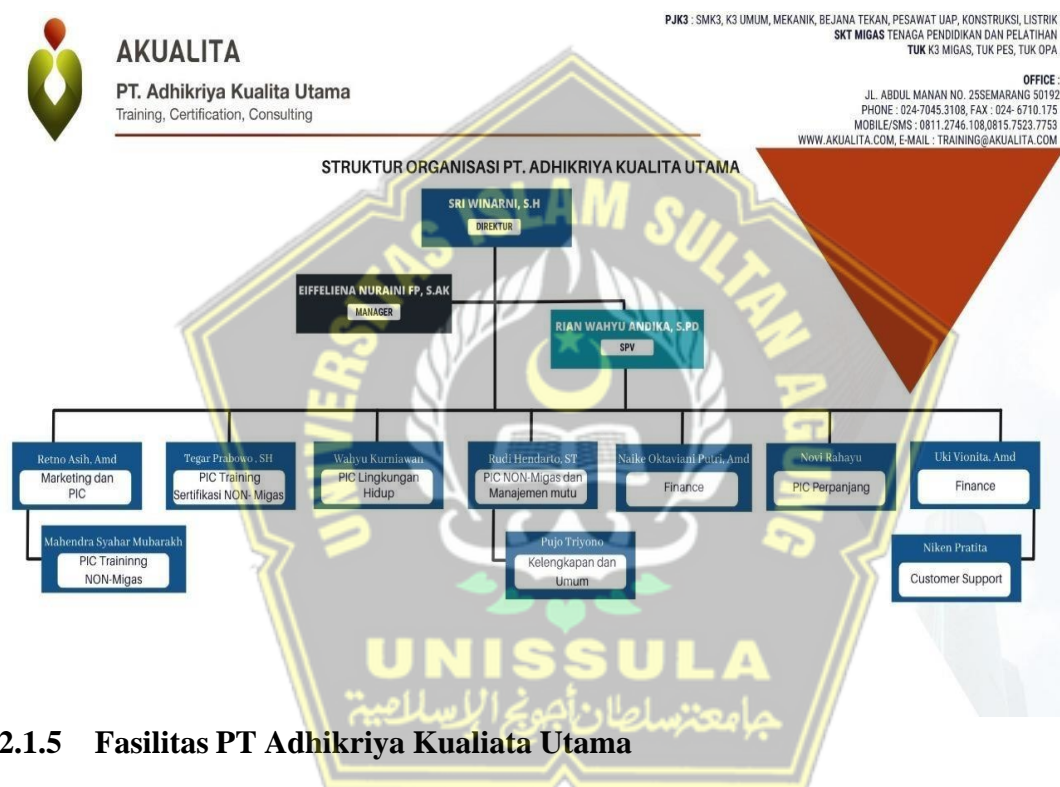 AKUALITA
PT. Adhikriya Kualita Utama
Training, Certification, Consulting
PJK3 : SMK3, K3 UMUM, MEKANIK, BEJANA TEKAN, PESAWAT UAP, KONSTRUKSI, LISTRIK
SKT MIGAS TENAGA PENDIDIKAN DAN PELATIHAN
TUK K3 MIGAS, TUK PES, TUK OPA
OFFICE :
JL. ABDUL MANAN NO. 25SEMARANG 50192
PHONE : 024-7045.3108, FAX : 024- 6710.175
MOBILE/SMS : 0811.2746.108,0815.7523.7753
WWW.AKUALITA.COM, E-MAIL : TRAINING@AKUALITA.COM
STRUKTUR ORGANISASI PT. ADHIKRIYA KUALITA UTAMA
SRI WINARNI, S.H
DIREKTUR
EIFFELIENA NURAINI FP, S.AK
MANAGER
RIAN WAHYU ANDIKA, S.PD
SPV
Retno Asih, Amd
Marketing dan
PIC
Tegar Prabowo , SH
PIC Training
Sertifikasi NON- Migas
Wahyu Kurniawan
PIC Lingkungan
Hidup
Rudi Hendarto, ST
PIC NON-Migas dan
Manajemen mutu
Naike Oktaviani Putri, Amd
Finance
Novi Rahayu
PIC Perpanjang
Uki Vionita, Amd
Finance
Mahendra Syahar Mubarakh
PIC Traininng
NON-Migas
Pujo Triyono
Kelengkapan dan
Umum
Niken Pratita
Customer Support
UNIVERSITAS ISLAM SULTAN AGUNG
UNISSULA
جامعتسلطان أجونج الإسلامية
2.1.5 Fasilitas PT Adhikriya Kualiata Utama